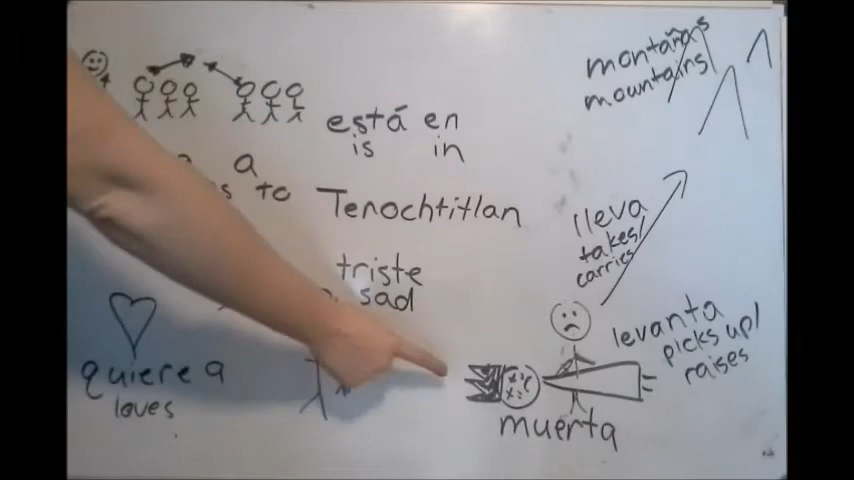 está en
is in
a
to
Tenochtitlan
triste
sad
quiere a
loves
montañas
mountains
lleva
takes/
carries
levanta
picks up/
raises
muerta